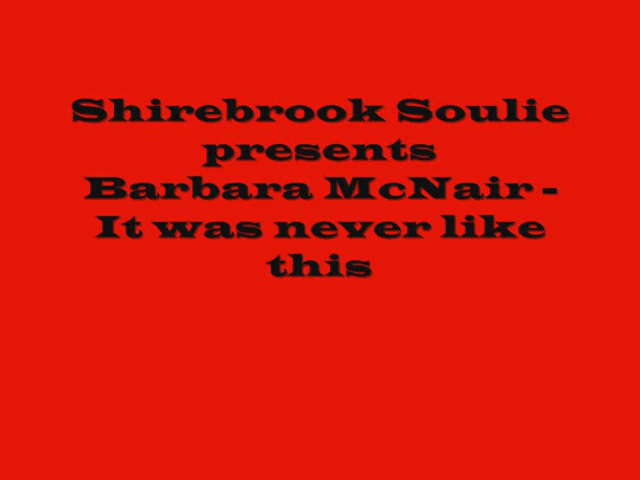 Shirebrook Soulie
presents
Barbara McNair -
It was never like
this